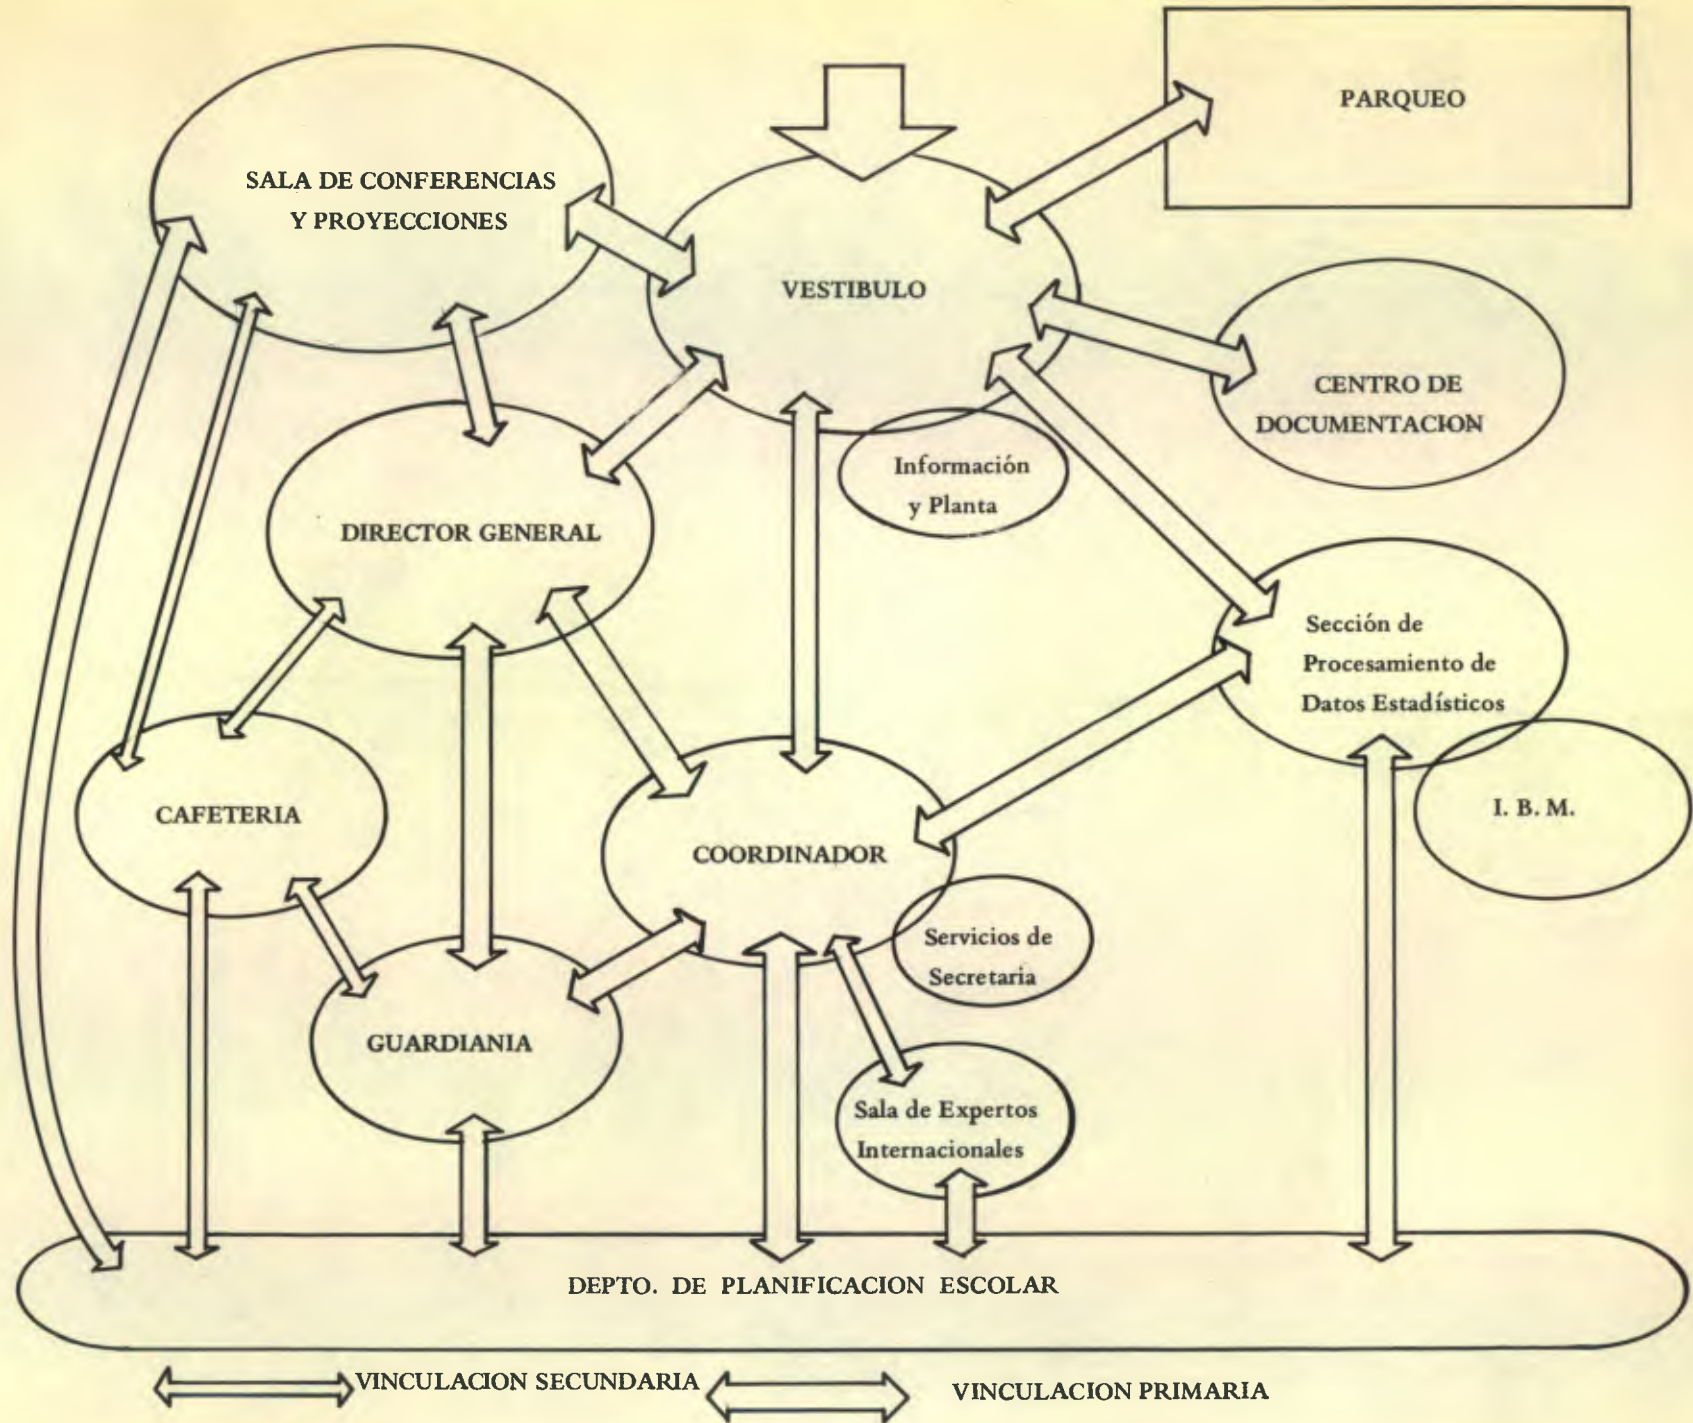 PARQUEO
SALA DE CONFERENCIAS
Y PROYECCIONES
VESTIBULO
CENTRO DE
DOCUMENTACION
Información
y Planta
DIRECTOR GENERAL
Sección de
Procesamiento de
Datos Estadísticos
I. B. M.
CAFETERIA
COORDINADOR
Servicios de
Secretaria
GUARDIANIA
Sala de Expertos
Internacionales
DEPTO. DE PLANIFICACION ESCOLAR
VINCULACION SECUNDARIA
VINCULACION PRIMARIA